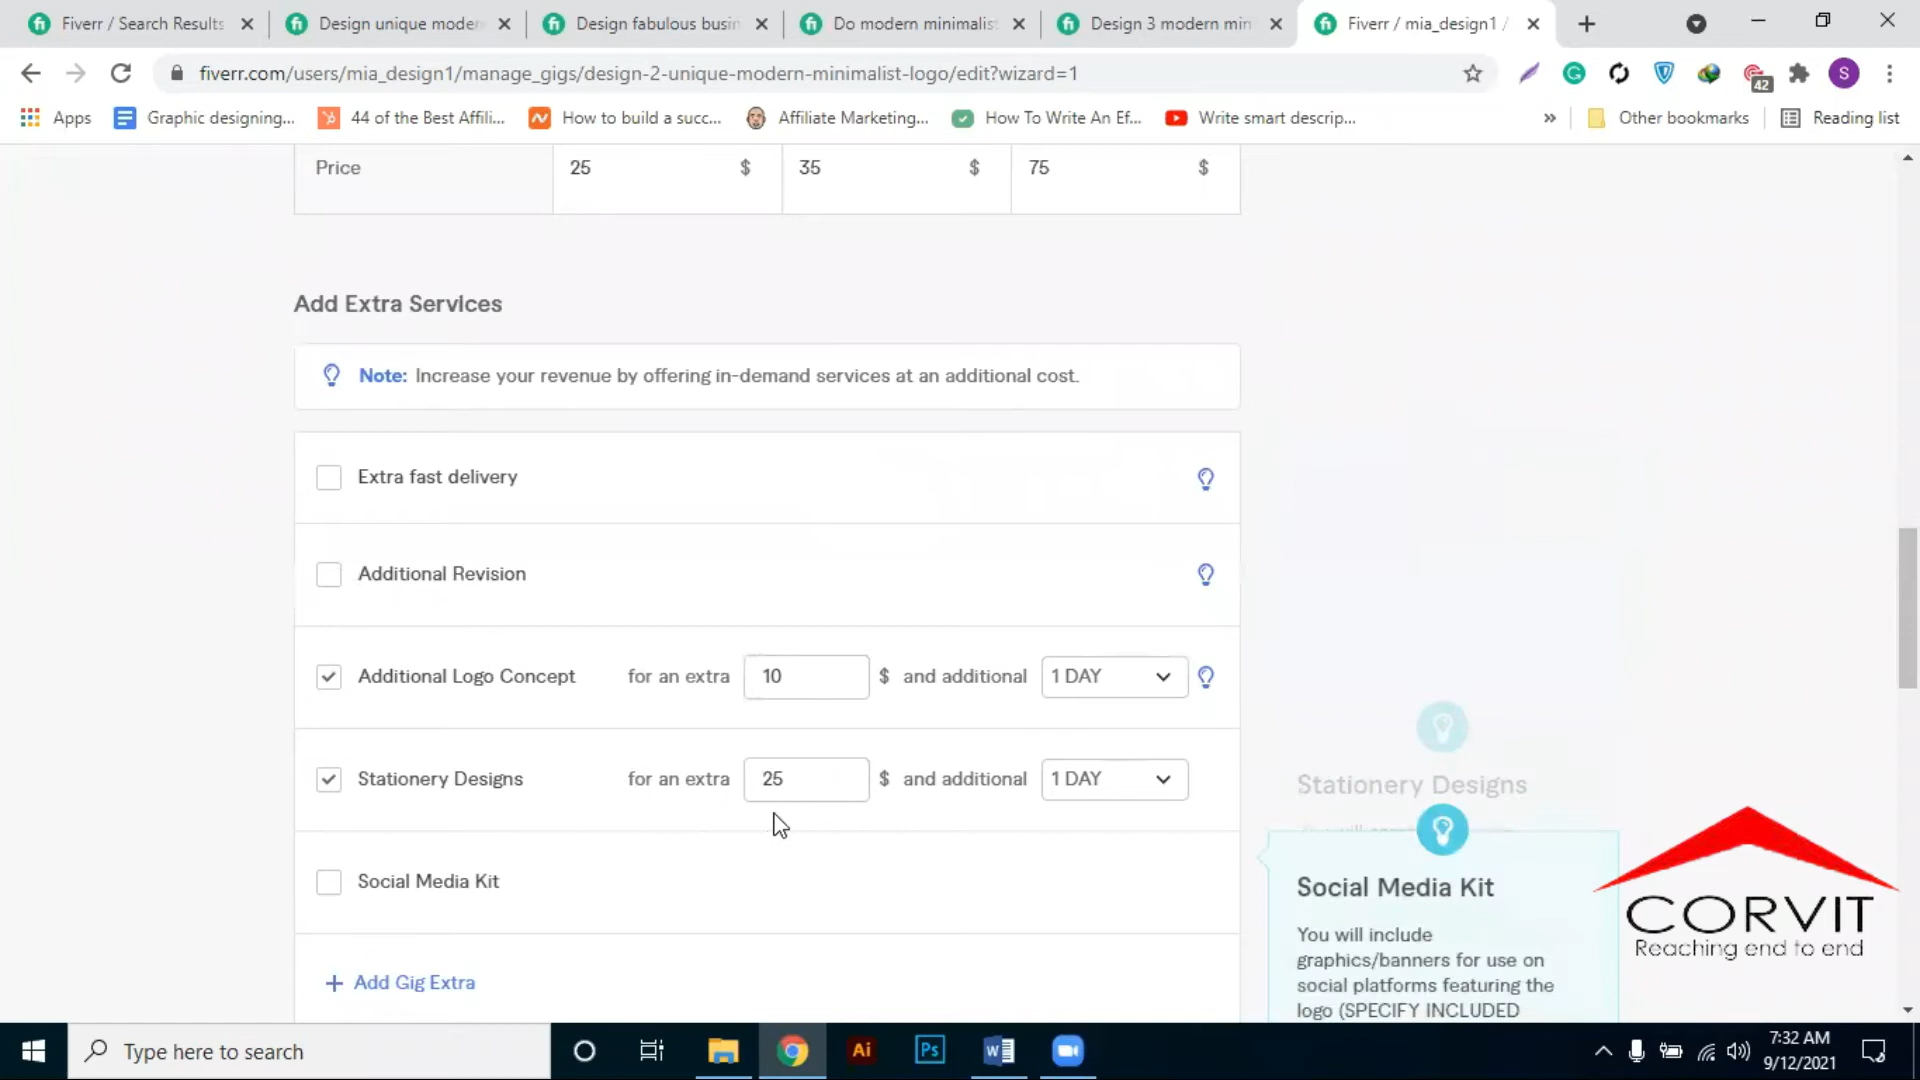 Fiverr / Search Results
Design unique moder
Design fabulous busin
Do modern minimalist
Design 3 modern min
Fiverr / mia_design1 /
fiverr.com/users/mia_design1/manage_gigs/design-2-unique-modern-minimalist-logo/edit?wizard=1
42
S
Apps
Graphic designing...
44 of the Best Affili...
How to build a succ...
Affiliate Marketing...
How To Write An Ef...
Write smart descrip...
»
Other bookmarks
Reading list
Price 25 $ 35 $ 75 $
Add Extra Services
Note: Increase your revenue by offering in-demand services at an additional cost.
Extra fast delivery
Additional Revision
Additional Logo Concept for an extra 10 $ and additional 1 DAY
Stationery Designs for an extra 25 $ and additional 1 DAY
Social Media Kit
+ Add Gig Extra
Stationery Designs
Social Media Kit
You will include
graphics/banners for use on
social platforms featuring the
logo (SPECIFY INCLUDED
CORVIT
Reaching end to end
Type here to search
Ai
Ps
W
7:32 AM
9/12/2021